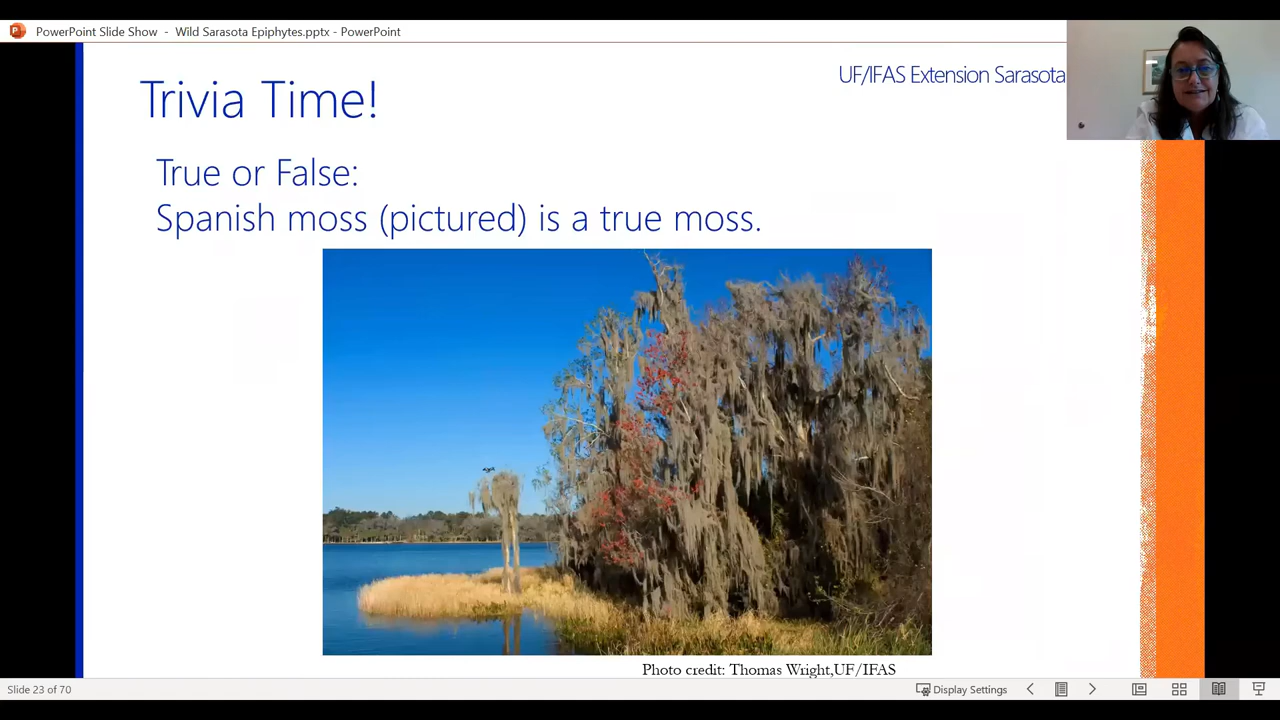 PowerPoint Slide Show - Wild Sarasota Epiphytes.pptx - PowerPoint
UF/IFAS Extension Sarasota
Trivia Time!
True or False:
Spanish moss (pictured) is a true moss.
Photo credit: Thomas Wright,UF/IFAS
Slide 23 of 70
Display Settings